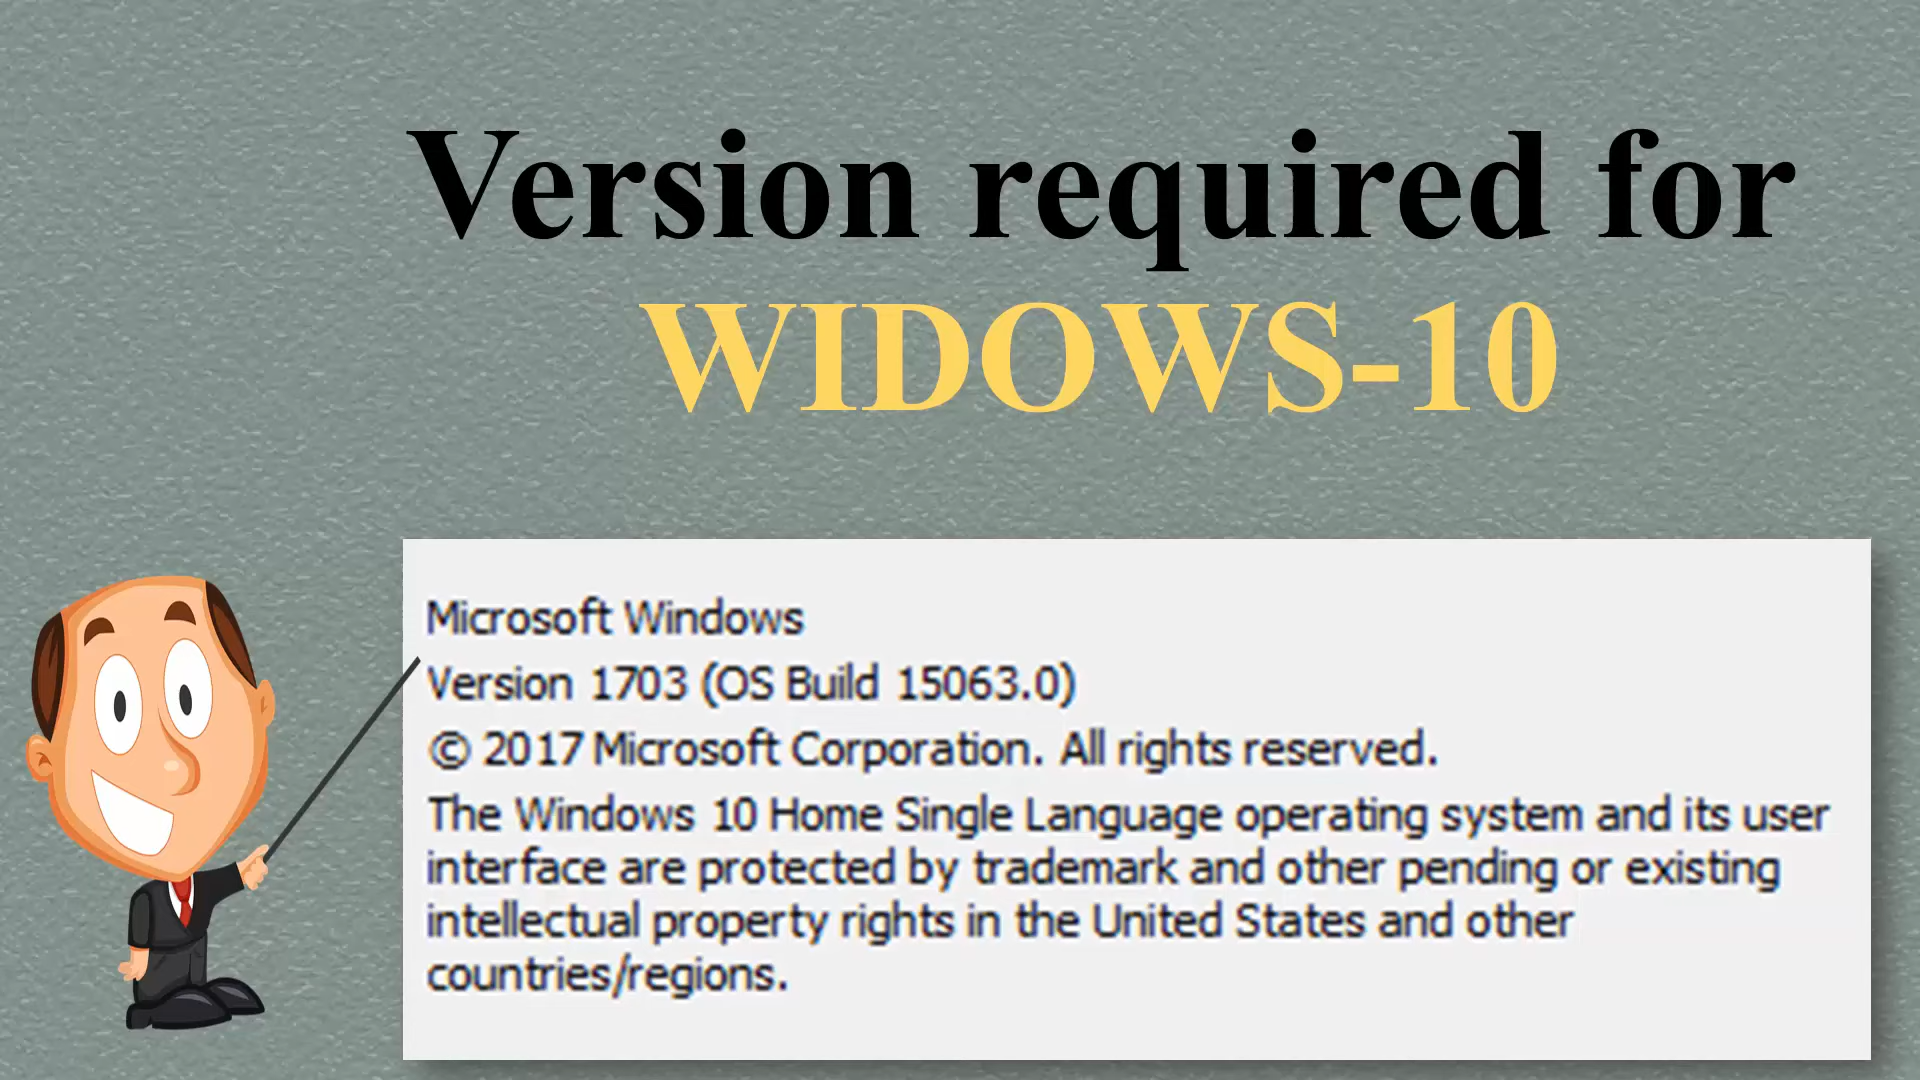 Version required for
WIDOWS-10
Microsoft Windows
Version 1703 (OS Build 15063.0)
© 2017 Microsoft Corporation. All rights reserved.
The Windows 10 Home Single Language operating system and its user
interface are protected by trademark and other pending or existing
intellectual property rights in the United States and other
countries/regions.